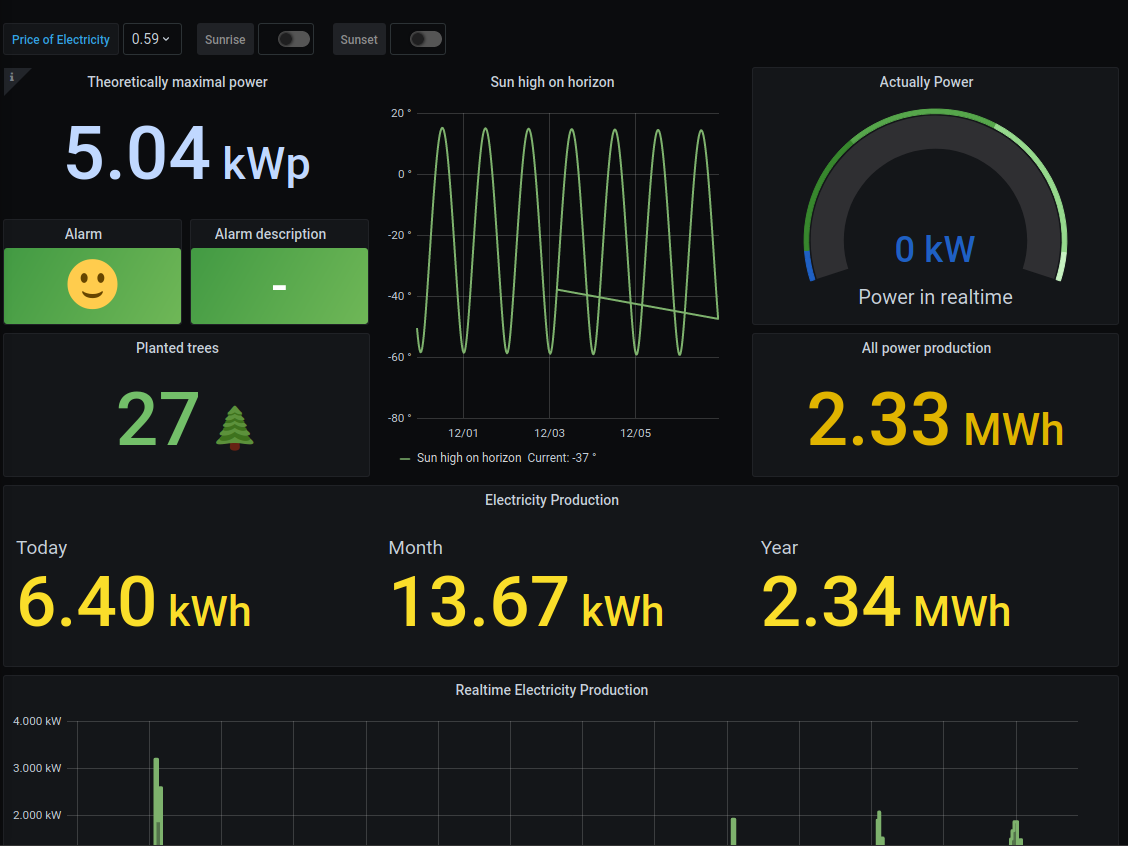 Price of Electricity 0.59 Sunrise Sunset
i
Theoretically maximal power
5.04 kWp
Sun high on horizon
20 °
0 °
-20 °
-40 °
-60 °
-80 °
12/01 12/03 12/05
Sun high on horizon Current: -37 °
Actually Power
0 kW
Power in realtime
Alarm
Alarm description
-
Planted trees
27
All power production
2.33 MWh
Electricity Production
Today
6.40 kWh
Month
13.67 kWh
Year
2.34 MWh
Realtime Electricity Production
4.000 kW
3.000 kW
2.000 kW